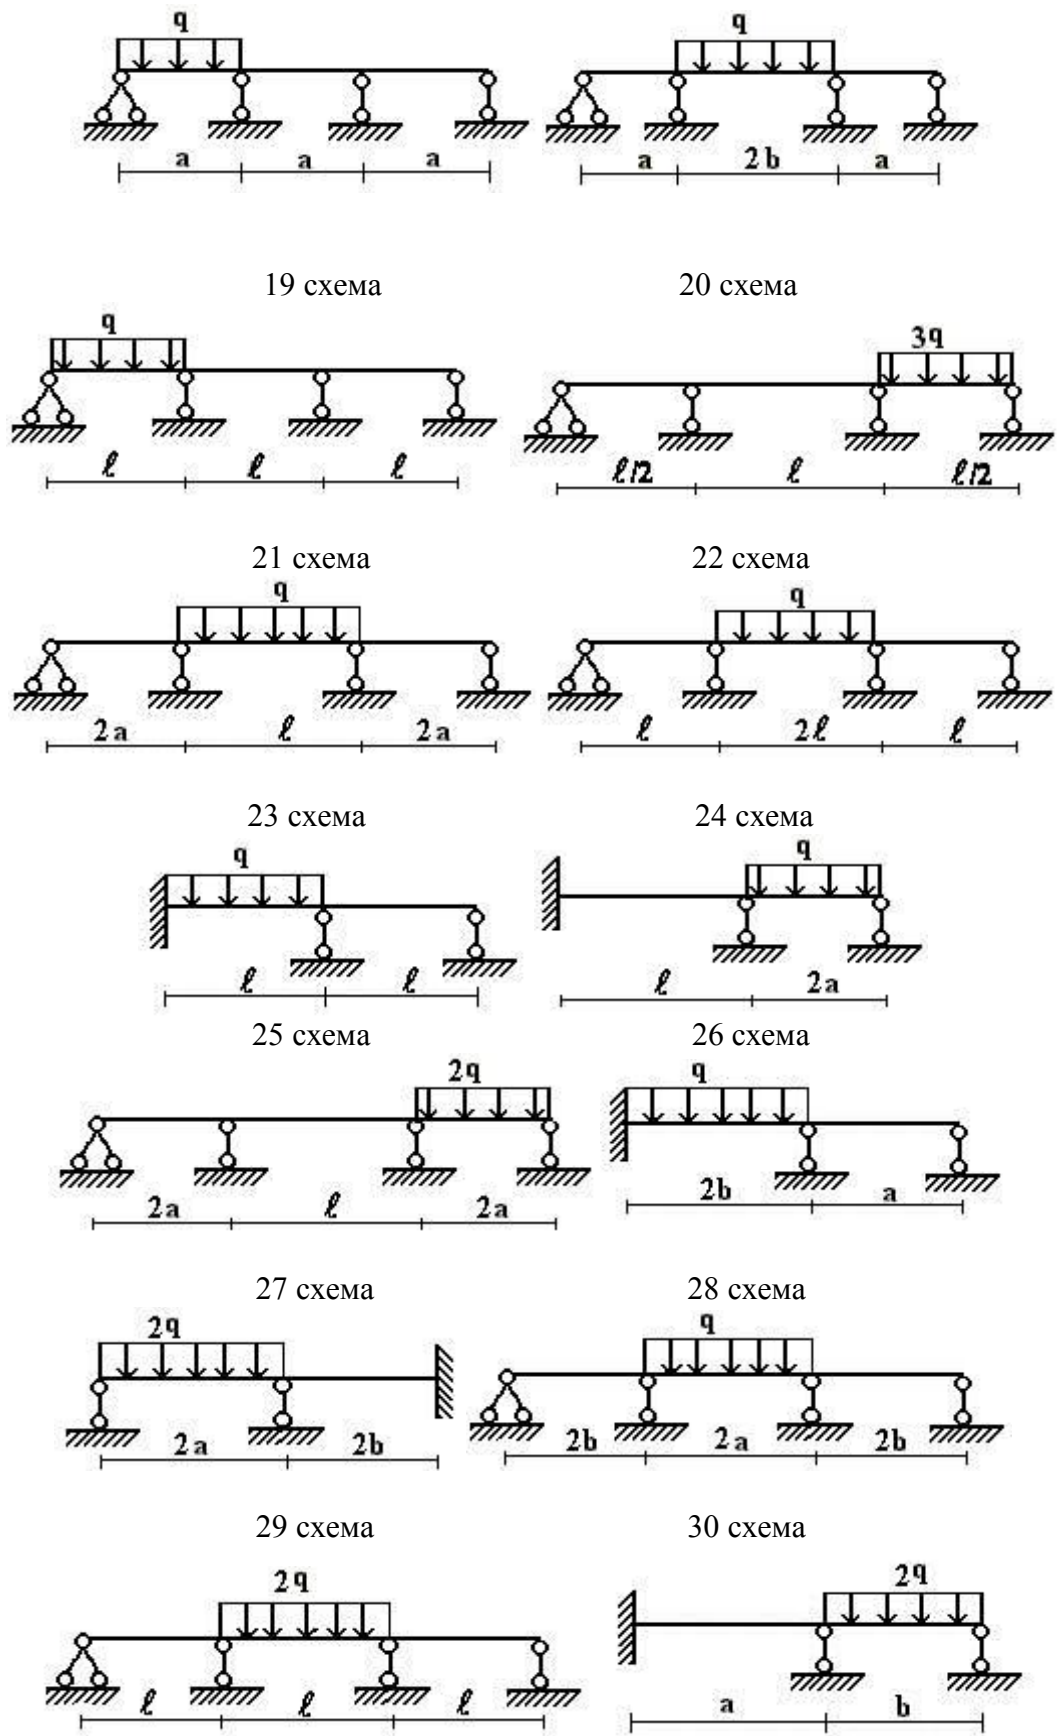 q q
a a a a 2b a
19 схема 20 схема
q 3q
ℓ ℓ ℓ ℓ/2 ℓ ℓ/2
21 схема 22 схема
q q
2a ℓ 2a ℓ 2ℓ ℓ
23 схема 24 схема
q q
ℓ ℓ ℓ 2a
25 схема 26 схема
2q q
2a ℓ 2a 2b a
27 схема 28 схема
2q q
2a 2b 2b 2a 2b
29 схема 30 схема
2q 2q
ℓ ℓ ℓ a b